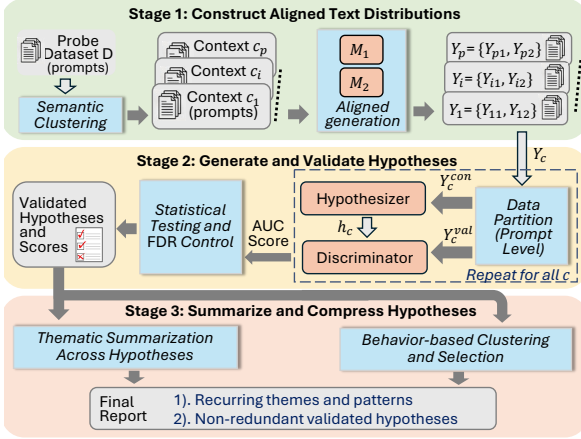 Stage 1: Construct Aligned Text Distributions
Probe
Dataset D
(prompts)
Semantic
Clustering
Context c_p
Context c_i
Context c_1
(prompts)
M_1
M_2
Aligned
generation
Y_p = {Y_p1, Y_p2}
Y_i = {Y_i1, Y_i2}
Y_1 = {Y_11, Y_12}
Y_c
Stage 2: Generate and Validate Hypotheses
Validated
Hypotheses
and
Scores
Statistical
Testing and
FDR Control
AUC
Score
Hypothesizer
h_c
Discriminator
Y_c^con
Y_c^val
Data
Partition
(Prompt
Level)
Repeat for all c
Stage 3: Summarize and Compress Hypotheses
Thematic Summarization
Across Hypotheses
Behavior-based Clustering
and Selection
Final
Report
1). Recurring themes and patterns
2). Non-redundant validated hypotheses